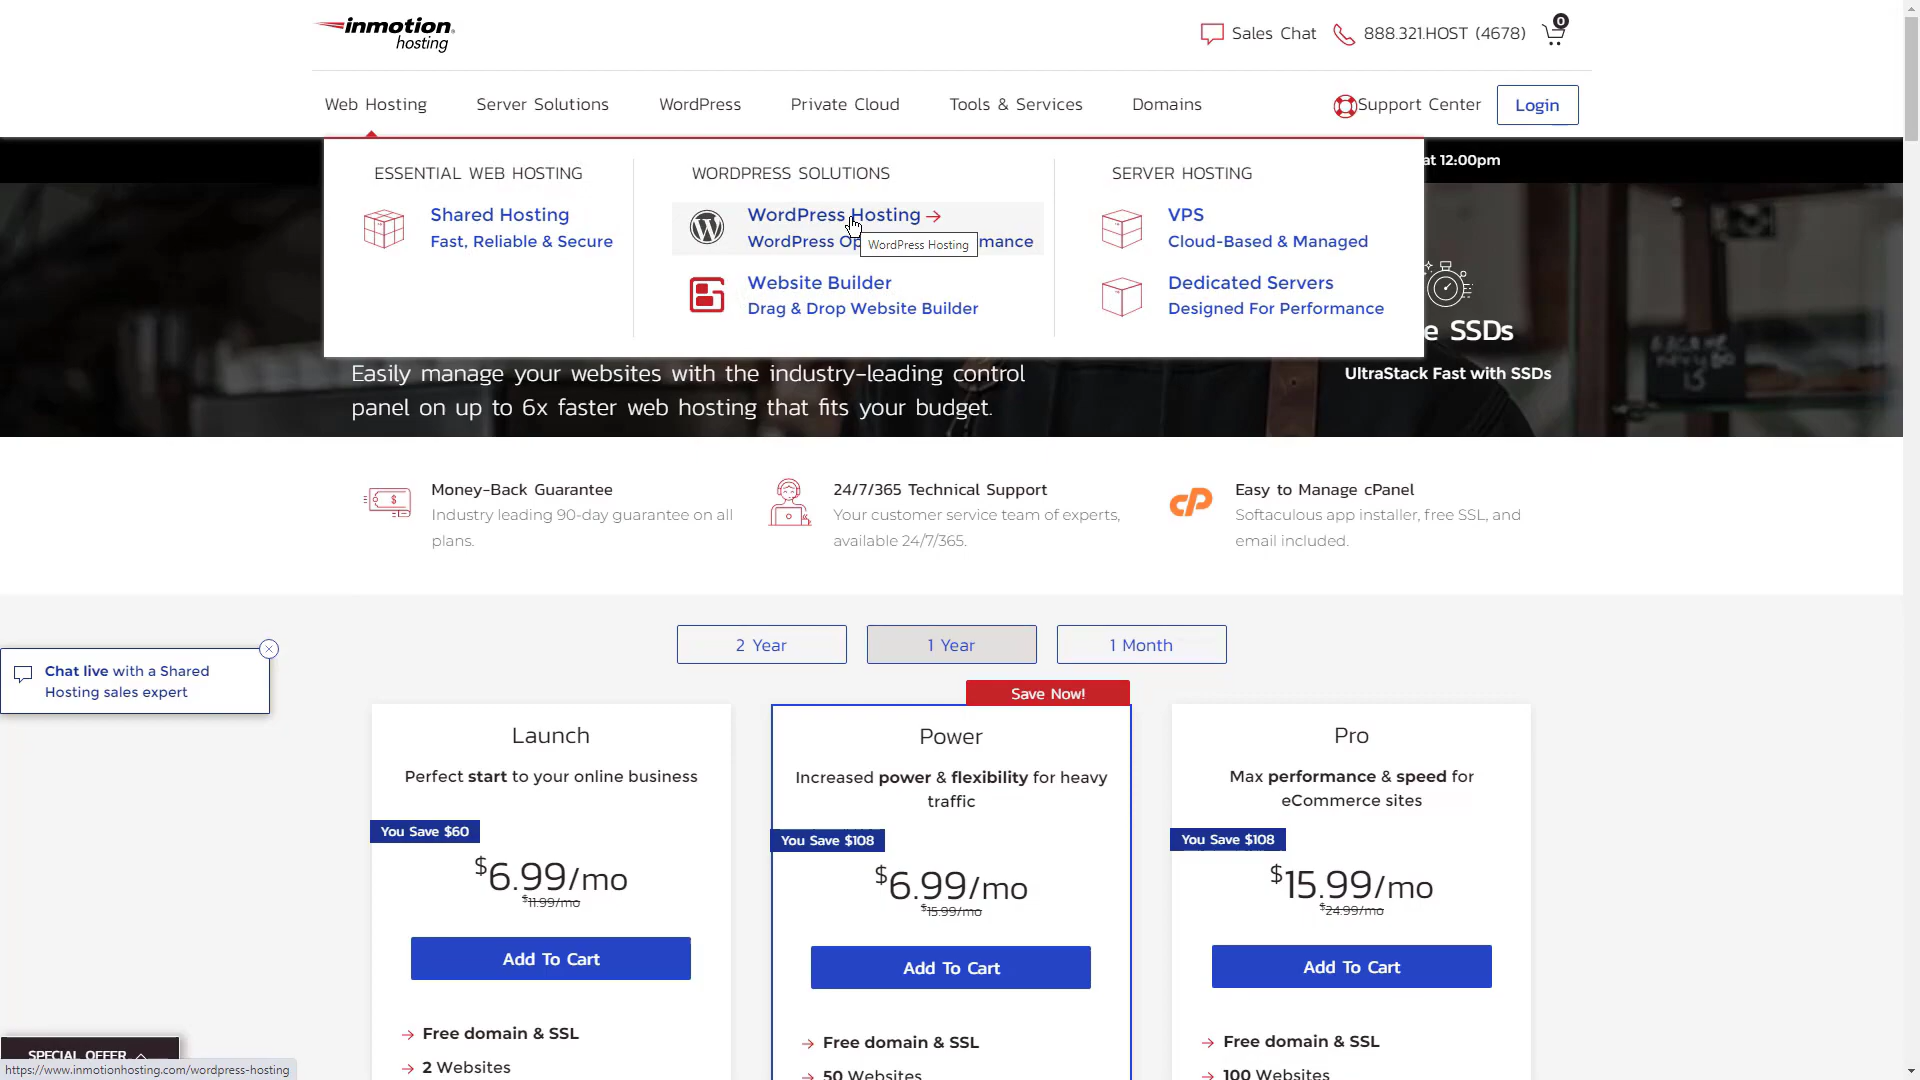 inmotion
hosting
Sales Chat
888.321.HOST (4678)
0
Web Hosting
Server Solutions
WordPress
Private Cloud
Tools & Services
Domains
Support Center
Login
at 12:00pm
ESSENTIAL WEB HOSTING
Shared Hosting
Fast, Reliable & Secure
WORDPRESS SOLUTIONS
WordPress Hosting
WordPress Op
mance
WordPress Hosting
Website Builder
Drag & Drop Website Builder
SERVER HOSTING
VPS
Cloud-Based & Managed
Dedicated Servers
Designed For Performance
e SSDs
UltraStack Fast with SSDs
Easily manage your websites with the industry-leading control
panel on up to 6x faster web hosting that fits your budget.
Money-Back Guarantee
Industry leading 90-day guarantee on all
plans.
24/7/365 Technical Support
Your customer service team of experts,
available 24/7/365.
cP
Easy to Manage cPanel
Softaculous app installer, free SSL, and
email included.
2 Year
1 Year
1 Month
Chat live with a Shared
Hosting sales expert
Launch
Perfect start to your online business
You Save $60
$6.99/mo
$11.99/mo
Add To Cart
Free domain & SSL
2 Websites
Save Now!
Power
Increased power & flexibility for heavy
traffic
You Save $108
$6.99/mo
$15.99/mo
Add To Cart
Free domain & SSL
50 Websites
Pro
Max performance & speed for
eCommerce sites
You Save $108
$15.99/mo
$24.99/mo
Add To Cart
Free domain & SSL
100 Websites
SPECIAL OFFER
https://www.inmotionhosting.com/wordpress-hosting